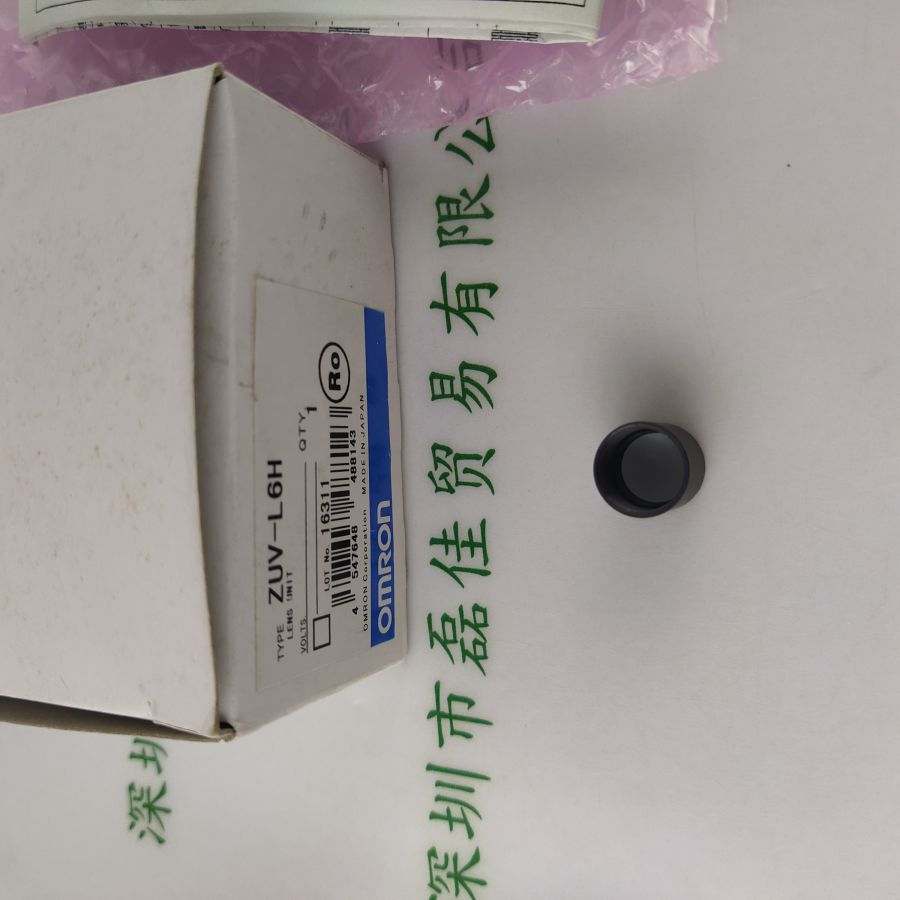 TYPE ZUV-L6H
LENS UNIT
VOLTS QTY 1
LOT No. 16311
4 547648 488143
Ro
OMRON Corporation MADE IN JAPAN
OMRON
深圳市磊佳贸易有限公
深圳